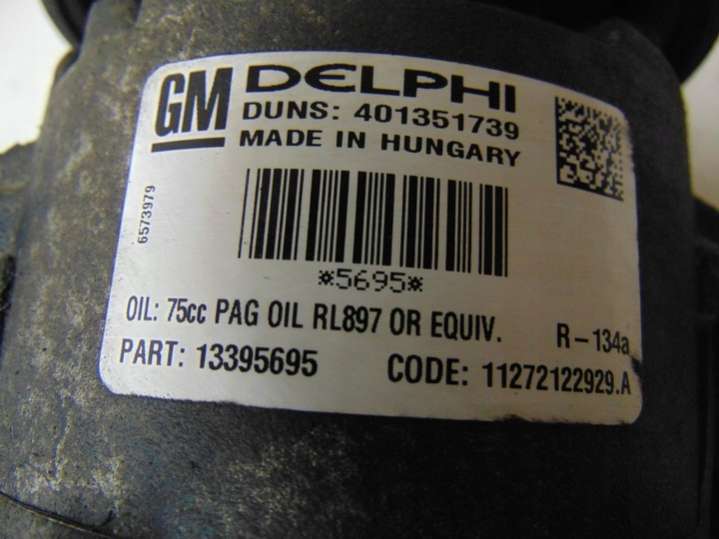 GM DELPHI
DUNS: 401351739
MADE IN HUNGARY
6573979
*5695*
OIL: 75cc PAG OIL RL897 OR EQUIV. R-134a
PART: 13395695 CODE: 11272122929.A